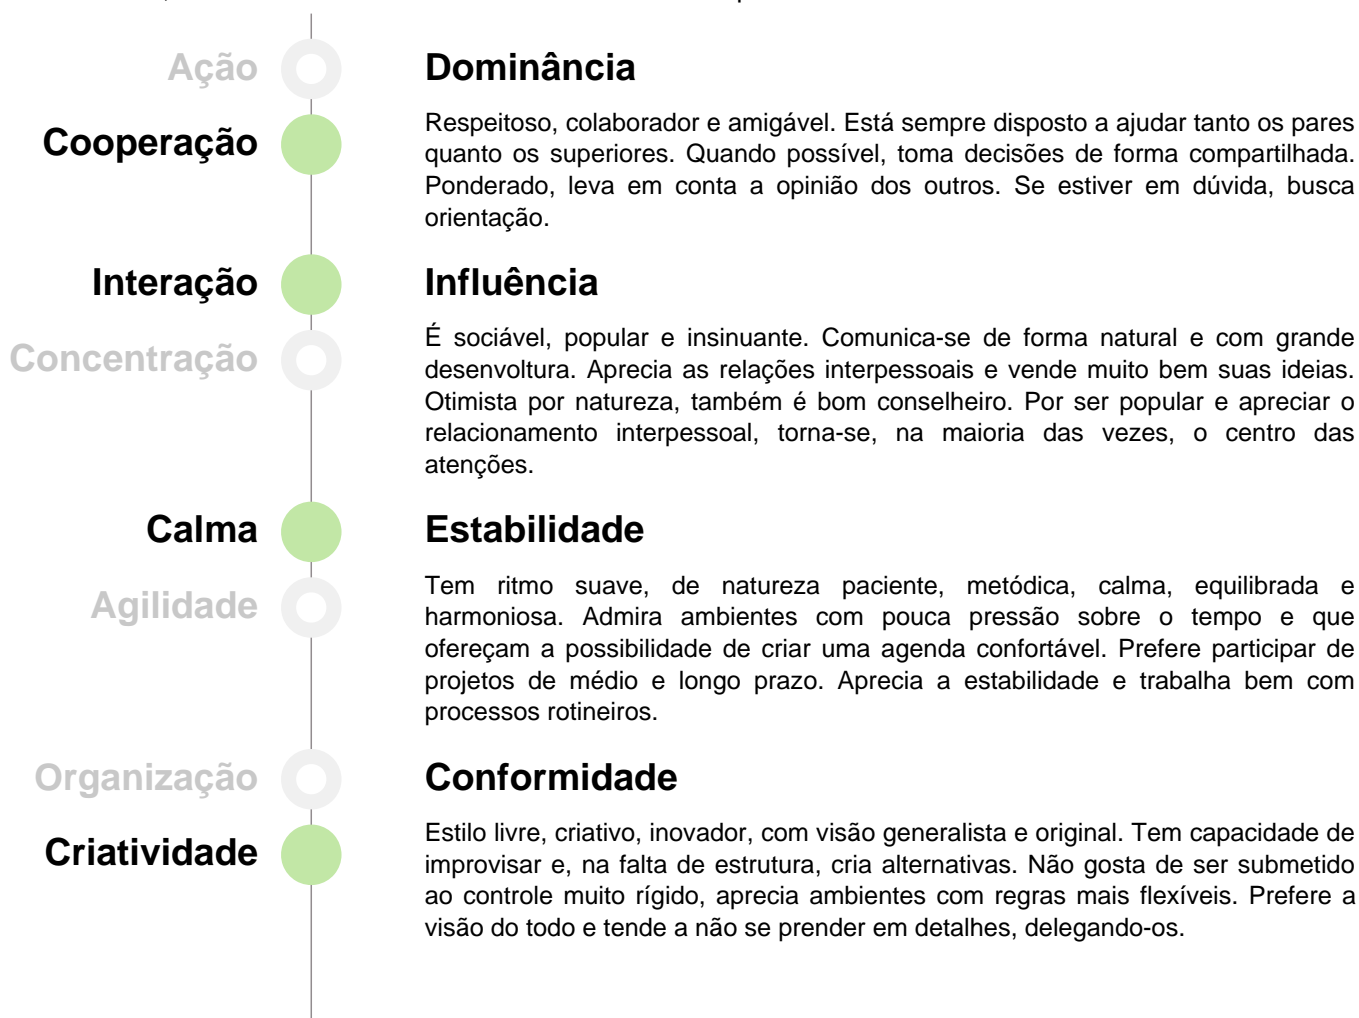 Ação
Dominância
Cooperação
Respeitoso, colaborador e amigável. Está sempre disposto a ajudar tanto os pares
quanto os superiores. Quando possível, toma decisões de forma compartilhada.
Ponderado, leva em conta a opinião dos outros. Se estiver em dúvida, busca
orientação.
Interação
Influência
Concentração
É sociável, popular e insinuante. Comunica-se de forma natural e com grande
desenvoltura. Aprecia as relações interpessoais e vende muito bem suas ideias.
Otimista por natureza, também é bom conselheiro. Por ser popular e apreciar o
relacionamento interpessoal, torna-se, na maioria das vezes, o centro das
atenções.
Calma
Estabilidade
Agilidade
Tem ritmo suave, de natureza paciente, metódica, calma, equilibrada e
harmoniosa. Admira ambientes com pouca pressão sobre o tempo e que
ofereçam a possibilidade de criar uma agenda confortável. Prefere participar de
projetos de médio e longo prazo. Aprecia a estabilidade e trabalha bem com
processos rotineiros.
Organização
Conformidade
Criatividade
Estilo livre, criativo, inovador, com visão generalista e original. Tem capacidade de
improvisar e, na falta de estrutura, cria alternativas. Não gosta de ser submetido
ao controle muito rígido, aprecia ambientes com regras mais flexíveis. Prefere a
visão do todo e tende a não se prender em detalhes, delegando-os.